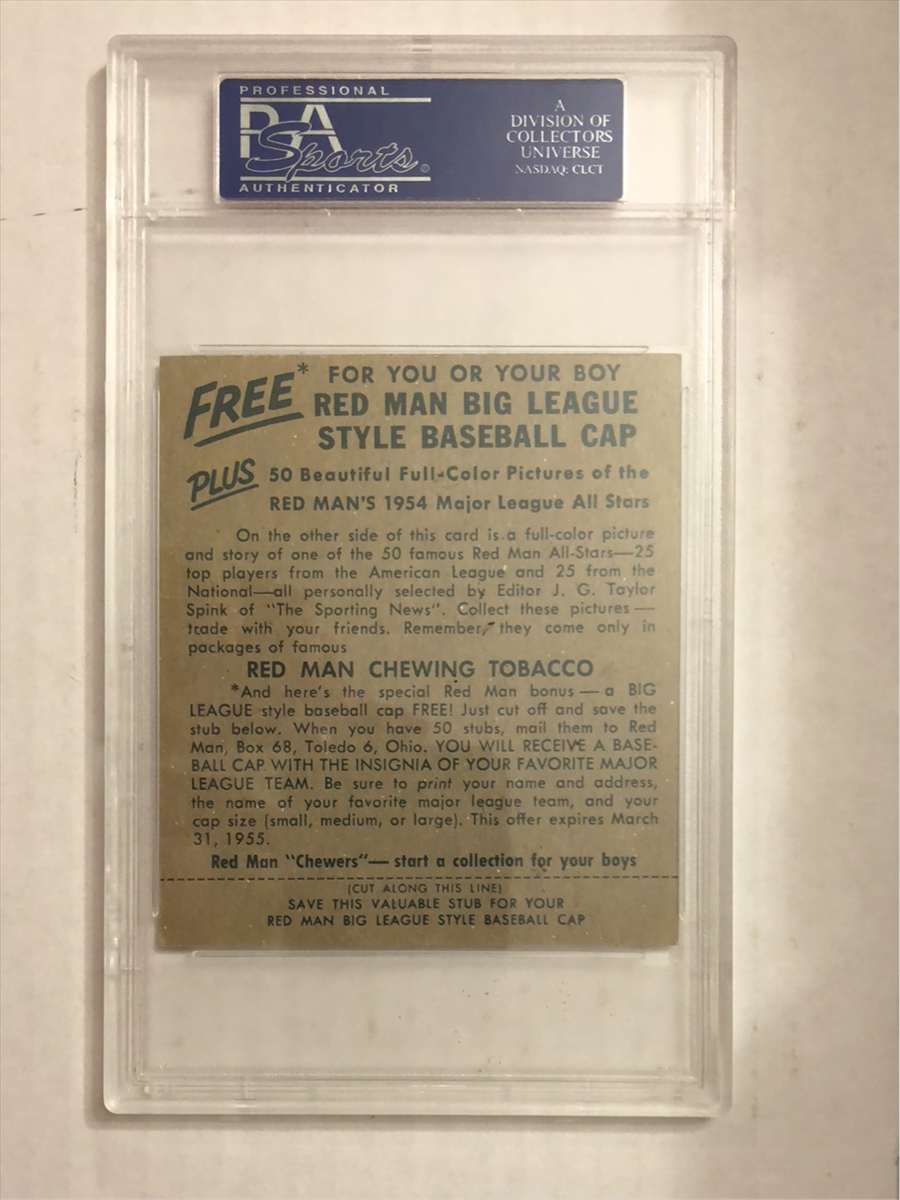 PROFESSIONAL
PSA
Sports®
AUTHENTICATOR
A
DIVISION OF
COLLECTORS
UNIVERSE
NASDAQ: CLCT
FREE* FOR YOU OR YOUR BOY
RED MAN BIG LEAGUE
STYLE BASEBALL CAP
PLUS 50 Beautiful Full-Color Pictures of the
RED MAN'S 1954 Major League All Stars
On the other side of this card is a full-color picture
and story of one of the 50 famous Red Man All-Stars—25
top players from the American League and 25 from the
National—all personally selected by Editor J. G. Taylor
Spink of "The Sporting News". Collect these pictures —
trade with your friends. Remember, they come only in
packages of famous
RED MAN CHEWING TOBACCO
*And here's the special Red Man bonus — a BIG
LEAGUE style baseball cap FREE! Just cut off and save the
stub below. When you have 50 stubs, mail them to Red
Man, Box 68, Toledo 6, Ohio. YOU WILL RECEIVE A BASE-
BALL CAP WITH THE INSIGNIA OF YOUR FAVORITE MAJOR
LEAGUE TEAM. Be sure to print your name and address,
the name of your favorite major league team, and your
cap size (small, medium, or large). This offer expires March
31, 1955.
Red Man "Chewers"— start a collection for your boys
(CUT ALONG THIS LINE)
SAVE THIS VALUABLE STUB FOR YOUR
RED MAN BIG LEAGUE STYLE BASEBALL CAP